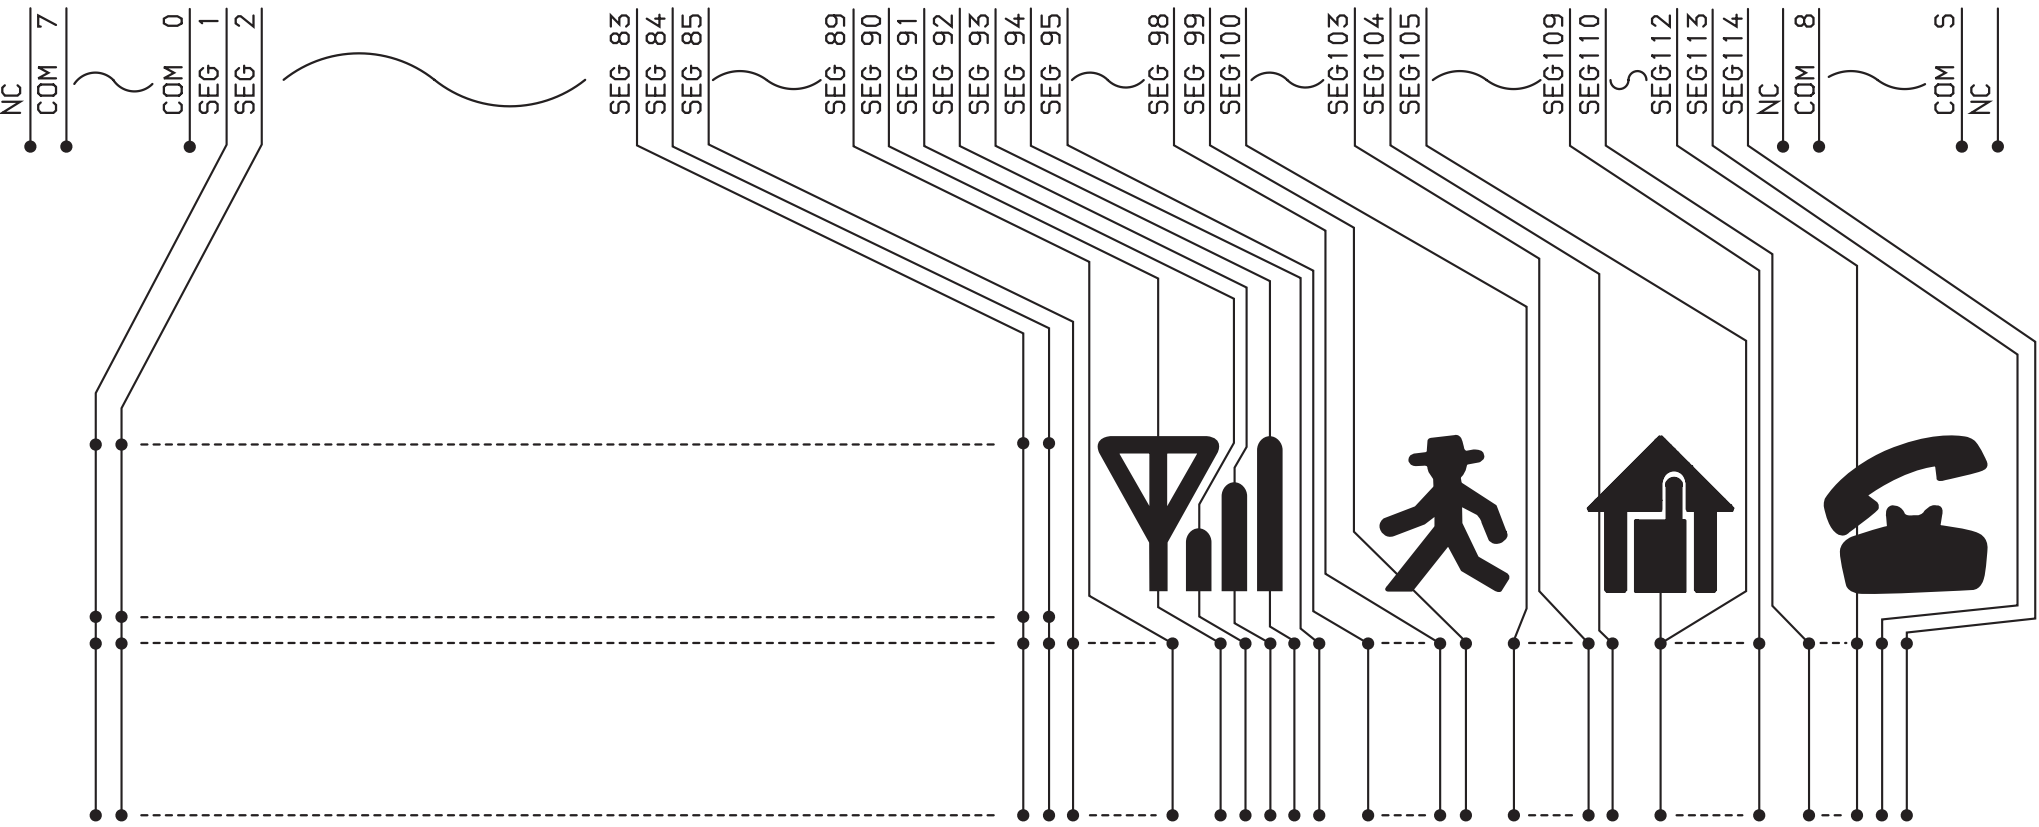 NC
COM 7
COM 0
SEG 1
SEG 2
SEG 83
SEG 84
SEG 85
SEG 89
SEG 90
SEG 91
SEG 92
SEG 93
SEG 94
SEG 95
SEG 98
SEG 99
SEG100
SEG103
SEG104
SEG105
SEG109
SEG110
SEG112
SEG113
SEG114
NC
COM 8
COM S
NC